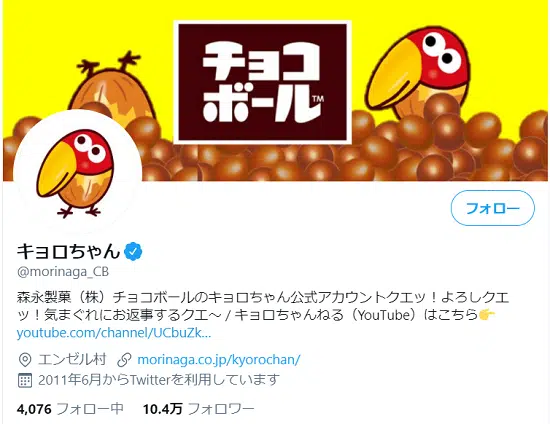 チョコ
ボール™
フォロー
キョロちゃん
@morinaga_CB
森永製菓（株）チョコボールのキョロちゃん公式アカウントクエッ！よろしクエ
ッ！気まぐれにお返事するクエ～ / キョロちゃんねる（YouTube）はこちら👉
youtube.com/channel/UCbuZk…
エンゼル村 morinaga.co.jp/kyorochan/
2011年6月からTwitterを利用しています
4,076 フォロー中 10.4万 フォロワー